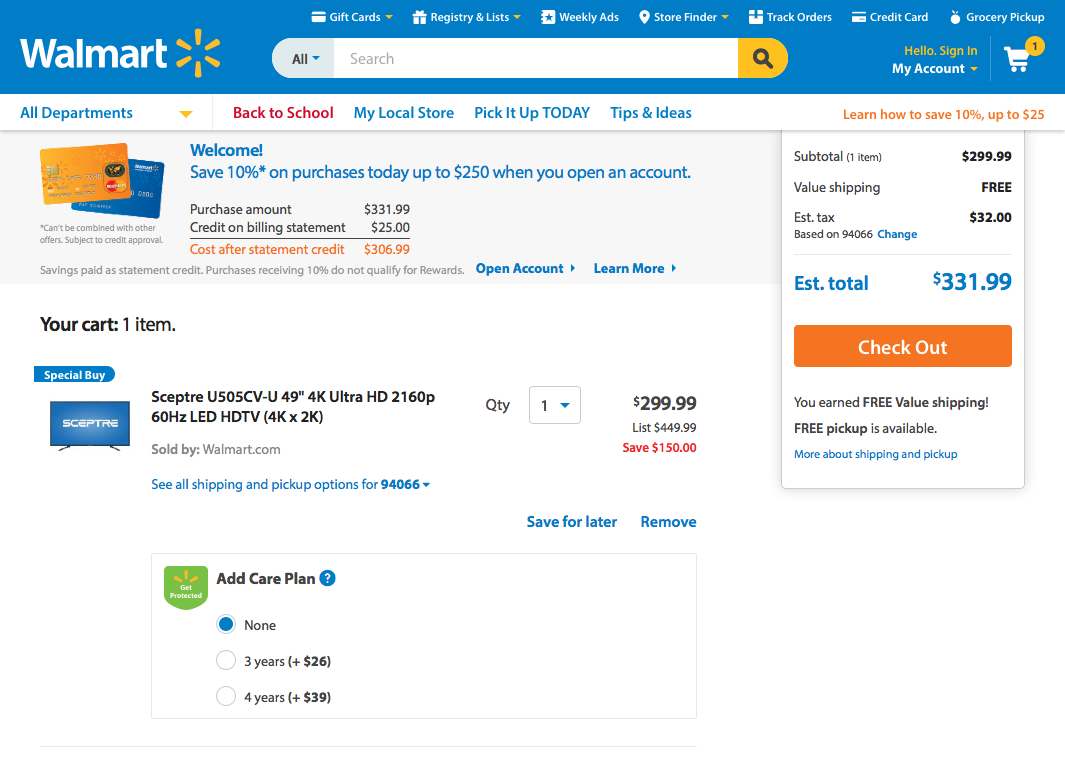 Gift Cards
Registry & Lists
Weekly Ads
Store Finder
Track Orders
Credit Card
Grocery Pickup
Walmart
All
Search
Hello. Sign In
My Account
1
All Departments
Back to School
My Local Store
Pick It Up TODAY
Tips & Ideas
Learn how to save 10%, up to $25
Welcome!
Save 10%* on purchases today up to $250 when you open an account.
*Can't be combined with other
offers. Subject to credit approval.
Purchase amount $331.99
Credit on billing statement $25.00
Cost after statement credit $306.99
Savings paid as statement credit. Purchases receiving 10% do not qualify for Rewards.
Open Account
Learn More
Subtotal (1 item) $299.99
Value shipping FREE
Est. tax $32.00
Based on 94066 Change
Est. total $331.99
Check Out
You earned FREE Value shipping!
FREE pickup is available.
More about shipping and pickup
Your cart: 1 item.
Special Buy
SCEPTRE
Sceptre U505CV-U 49" 4K Ultra HD 2160p
60Hz LED HDTV (4K x 2K)
Sold by: Walmart.com
See all shipping and pickup options for 94066
Qty 1
$299.99
List $449.99
Save $150.00
Save for later
Remove
Get
Protected
Add Care Plan ?
None
3 years (+ $26)
4 years (+ $39)